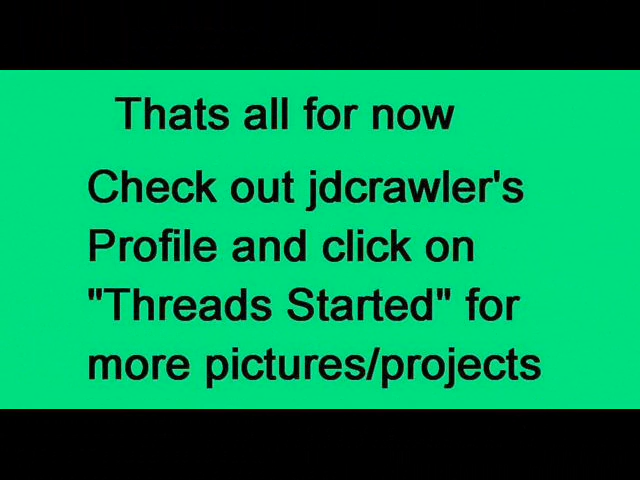 Thats all for now
Check out jdcrawler's
Profile and click on
"Threads Started" for
more pictures/projects